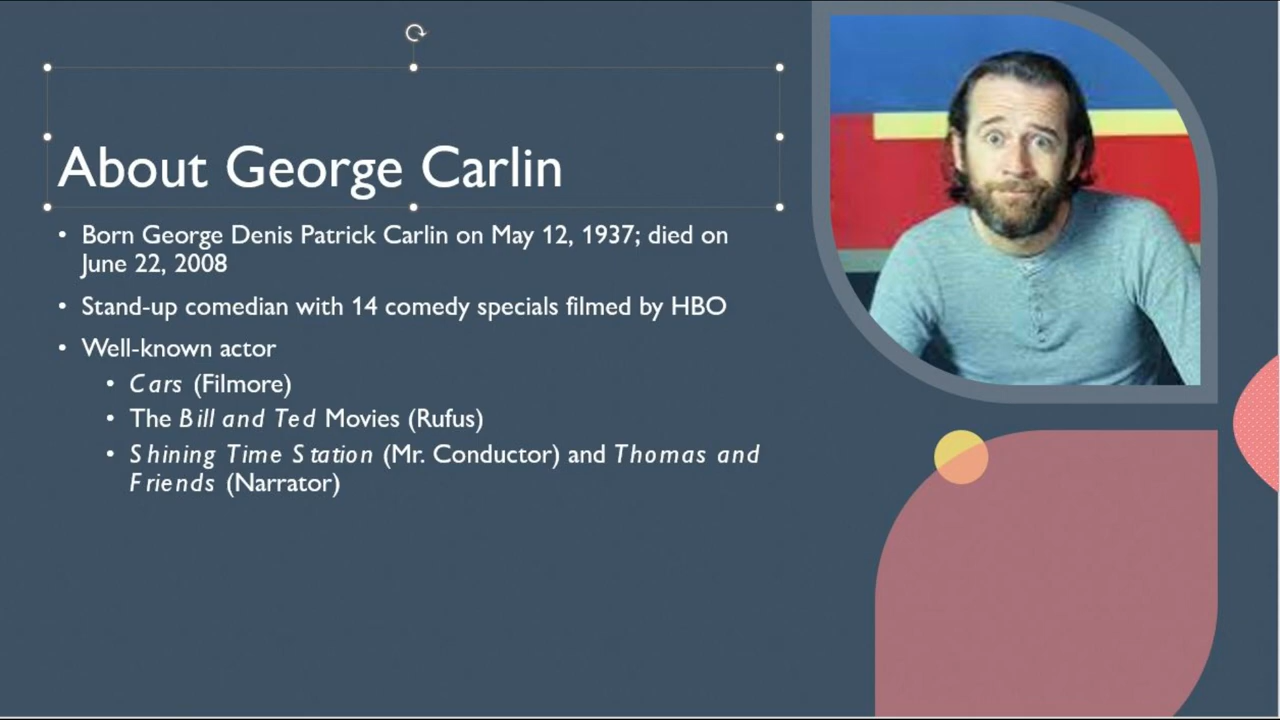 About George Carlin
• Born George Denis Patrick Carlin on May 12, 1937; died on
June 22, 2008
• Stand-up comedian with 14 comedy specials filmed by HBO
• Well-known actor
• Cars (Filmore)
• The Bill and Ted Movies (Rufus)
• Shining Time Station (Mr. Conductor) and Thomas and
Friends (Narrator)